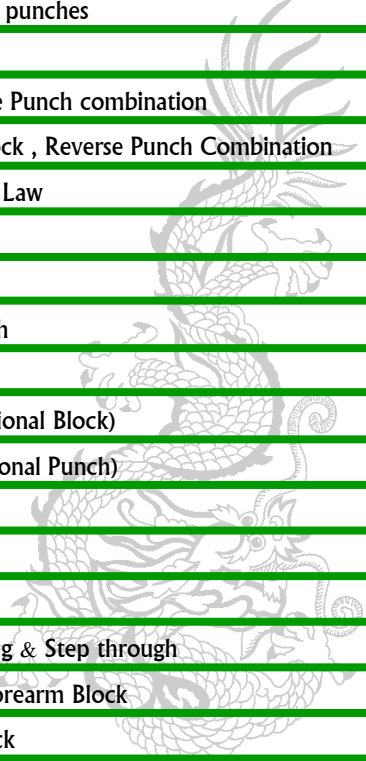 punches
Punch combination
ck , Reverse Punch Combination
Law
h
ional Block)
onal Punch)
g & Step through
orearm Block
ck